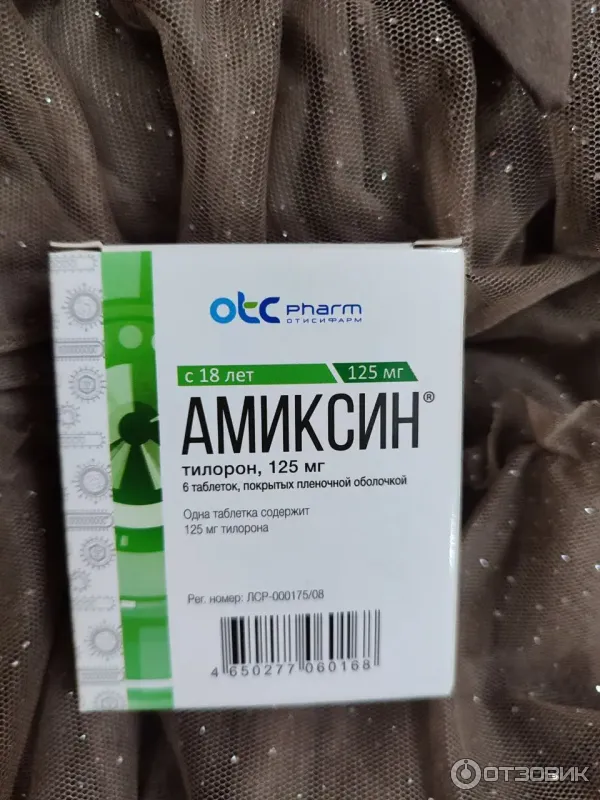 otc pharm
ОТИСИФАРМ
с 18 лет 125 мг
АМИКСИН®
тилорон, 125 мг
6 таблеток, покрытых пленочной оболочкой
Одна таблетка содержит
125 мг тилорона
Рег. номер: ЛСР-000175/08
4 650277 060168
ОТЗОВИК